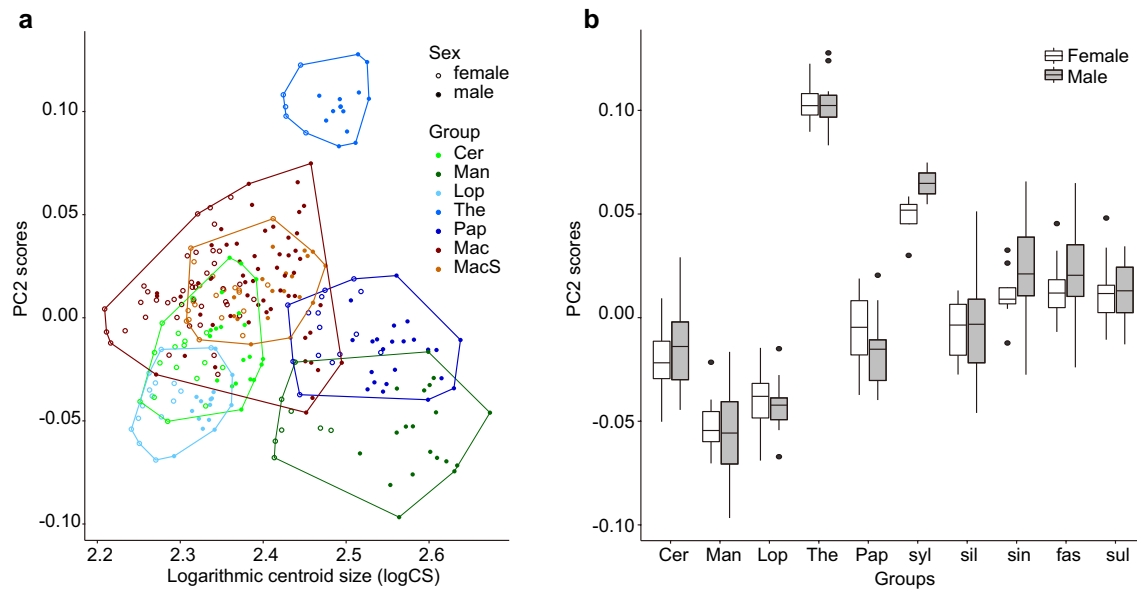 a
PC2 scores
0.10
0.05
0.00
-0.05
-0.10
2.2 2.3 2.4 2.5 2.6
Logarithmic centroid size (logCS)
Sex
female
male
Group
Cer
Man
Lop
The
Pap
Mac
MacS
b
PC2 scores
0.10
0.05
0.00
-0.05
-0.10
Female
Male
Cer Man Lop The Pap syl sil sin fas sul
Groups